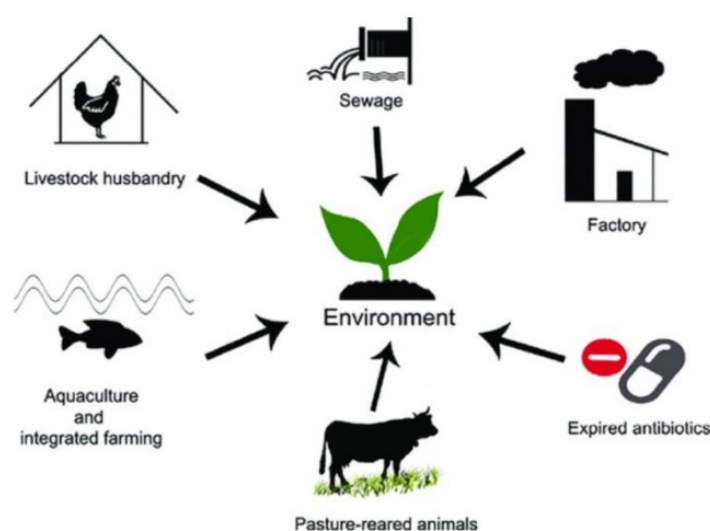 Sewage
Livestock husbandry
Factory
Environment
Aquaculture
and
integrated farming
Expired antibiotics
Pasture-reared animals